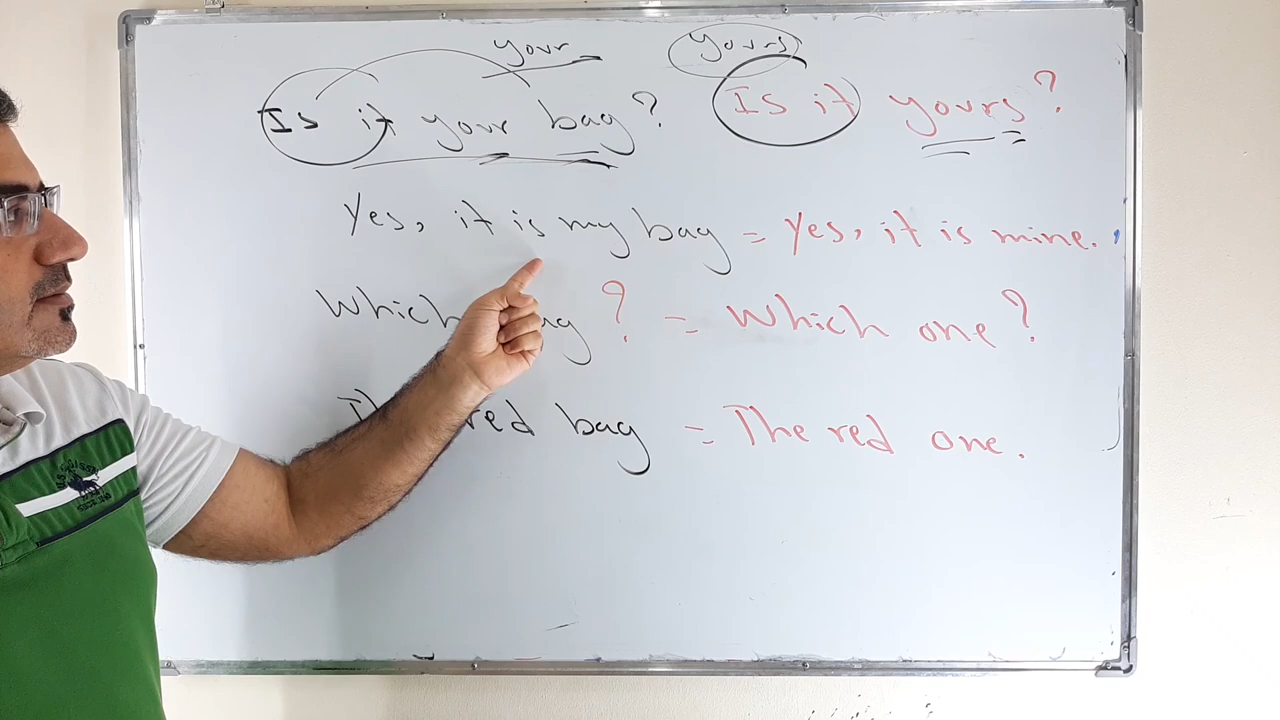 your yours
Is it your bag? Is it yours?
Yes, it is my bag = Yes, it is mine.
Which ? = Which one?
red bag = The red one.